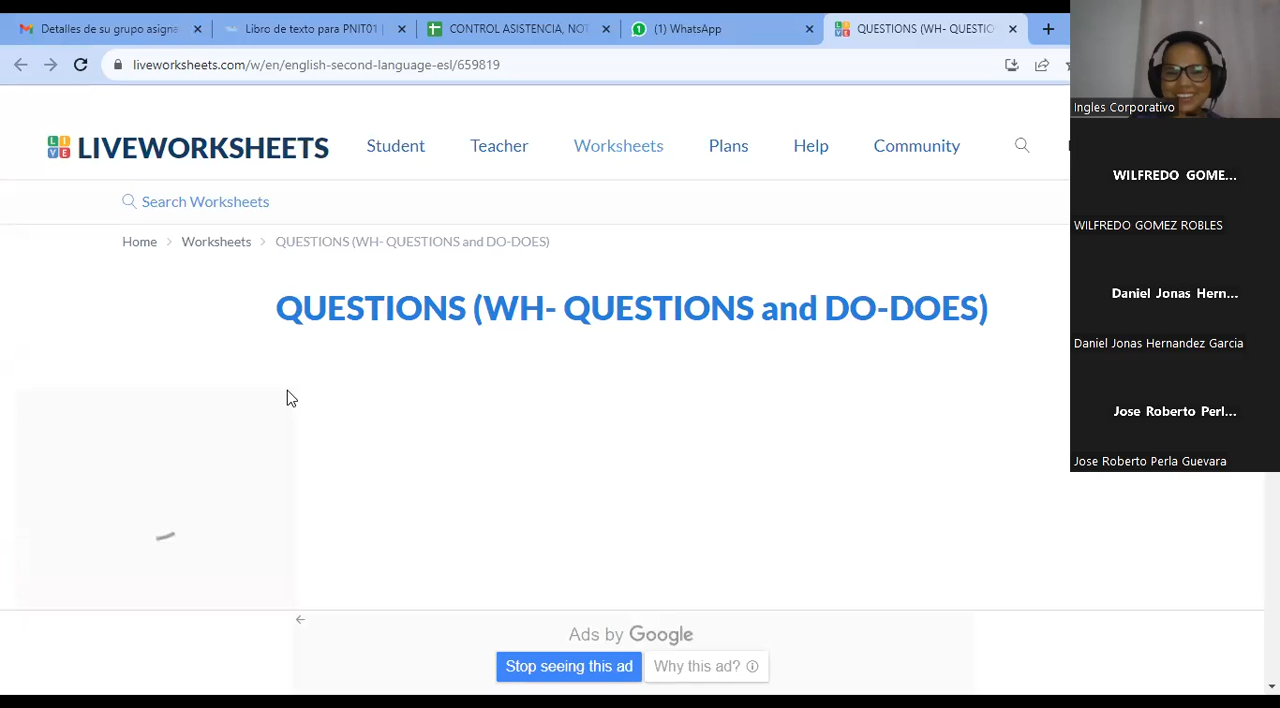 Detalles de su grupo asigna
Libro de texto para PNIT01 |
CONTROL ASISTENCIA, NOT
(1) WhatsApp
QUESTIONS (WH- QUESTIO
liveworksheets.com/w/en/english-second-language-esl/659819
LIVEWORKSHEETS
Student
Teacher
Worksheets
Plans
Help
Community
Search Worksheets
Home > Worksheets > QUESTIONS (WH- QUESTIONS and DO-DOES)
QUESTIONS (WH- QUESTIONS and DO-DOES)
Ads by Google
Stop seeing this ad
Why this ad?
Ingles Corporativo
WILFREDO GOME...
WILFREDO GOMEZ ROBLES
Daniel Jonas Hern...
Daniel Jonas Hernandez Garcia
Jose Roberto Perl...
Jose Roberto Perla Guevara